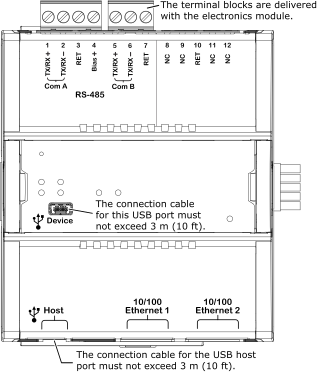 The terminal blocks are delivered
with the electronics module.
1 2 3 4 5 6 7 8 9 10 11 12
TX/RX + TX/RX − RET Bias + TX/RX + TX/RX − RET NC NC RET NC NC
Com A Com B
RS-485
The connection cable
for this USB port must
not exceed 3 m (10 ft).
Device
Host
10/100
Ethernet 1
10/100
Ethernet 2
The connection cable for the USB host
port must not exceed 3 m (10 ft).